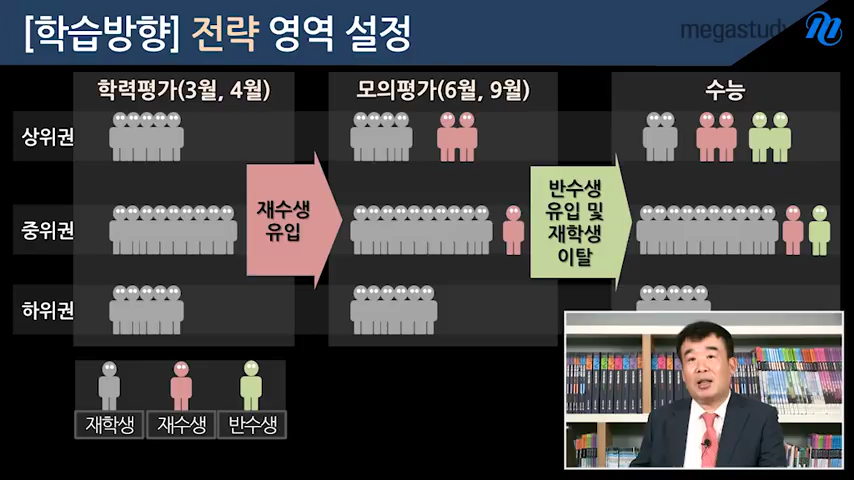 [학습방향] 전략 영역 설정
megastudy
학력평가(3월, 4월)
모의평가(6월, 9월)
수능
상위권
중위권
하위권
재수생
유입
반수생
유입 및
재학생
이탈
재학생
재수생
반수생